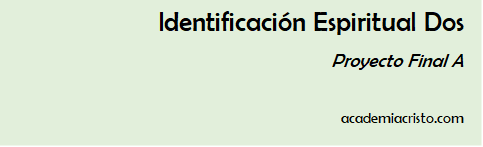 Identificación Espiritual Dos
Proyecto Final A
academiacristo.com